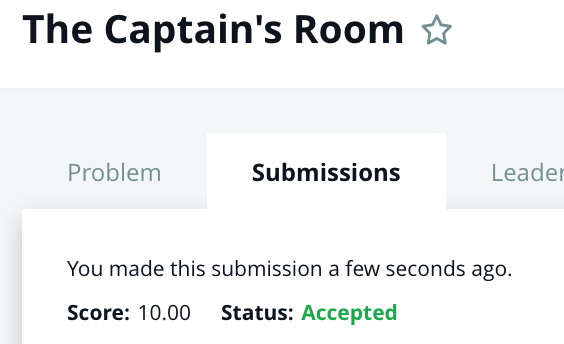 The Captain's Room
Problem Submissions Leader
You made this submission a few seconds ago.
Score: 10.00 Status: Accepted